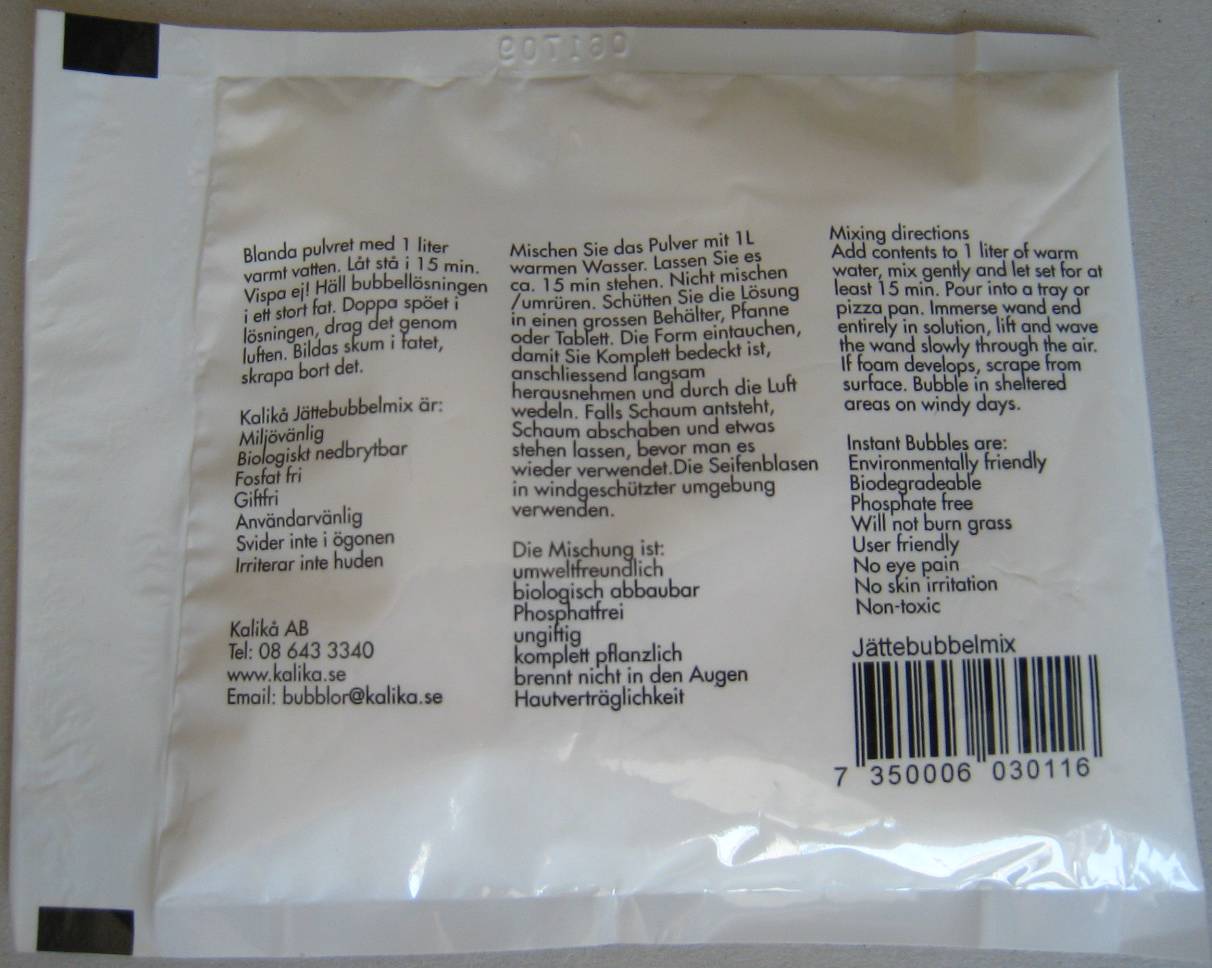 061709
Blanda pulvret med 1 liter
varmt vatten. Låt stå i 15 min.
Vispa ej! Häll bubbellösningen
i ett stort fat. Doppa spöet i
lösningen, drag det genom
luften. Bildas skum i fatet,
skrapa bort det.
Kalikå Jättebubbelmix är:
Miljövänlig
Biologiskt nedbrytbar
Fosfat fri
Giftfri
Användarvänlig
Svider inte i ögonen
Irriterar inte huden
Kalikå AB
Tel: 08 643 3340
www.kalika.se
Email: bubblor@kalika.se
Mischen Sie das Pulver mit 1L
warmen Wasser. Lassen Sie es
ca. 15 min stehen. Nicht mischen
/umrüren. Schütten Sie die Lösung
in einen grossen Behälter, Pfanne
oder Tablett. Die Form eintauchen,
damit Sie Komplett bedeckt ist,
anschliessend langsam
herausnehmen und durch die Luft
wedeln. Falls Schaum antsteht,
Schaum abschaben und etwas
stehen lassen, bevor man es
wieder verwendet.Die Seifenblasen
in windgeschützter umgebung
verwenden.
Die Mischung ist:
umweltfreundlich
biologisch abbaubar
Phosphatfrei
ungiftig
komplett pflanzlich
brennt nicht in den Augen
Hautverträglichkeit
Mixing directions
Add contents to 1 liter of warm
water, mix gently and let set for at
least 15 min. Pour into a tray or
pizza pan. Immerse wand end
entirely in solution, lift and wave
the wand slowly through the air.
If foam develops, scrape from
surface. Bubble in sheltered
areas on windy days.
Instant Bubbles are:
Environmentally friendly
Biodegradeable
Phosphate free
Will not burn grass
User friendly
No eye pain
No skin irritation
Non-toxic
Jättebubbelmix
7 350006 030116